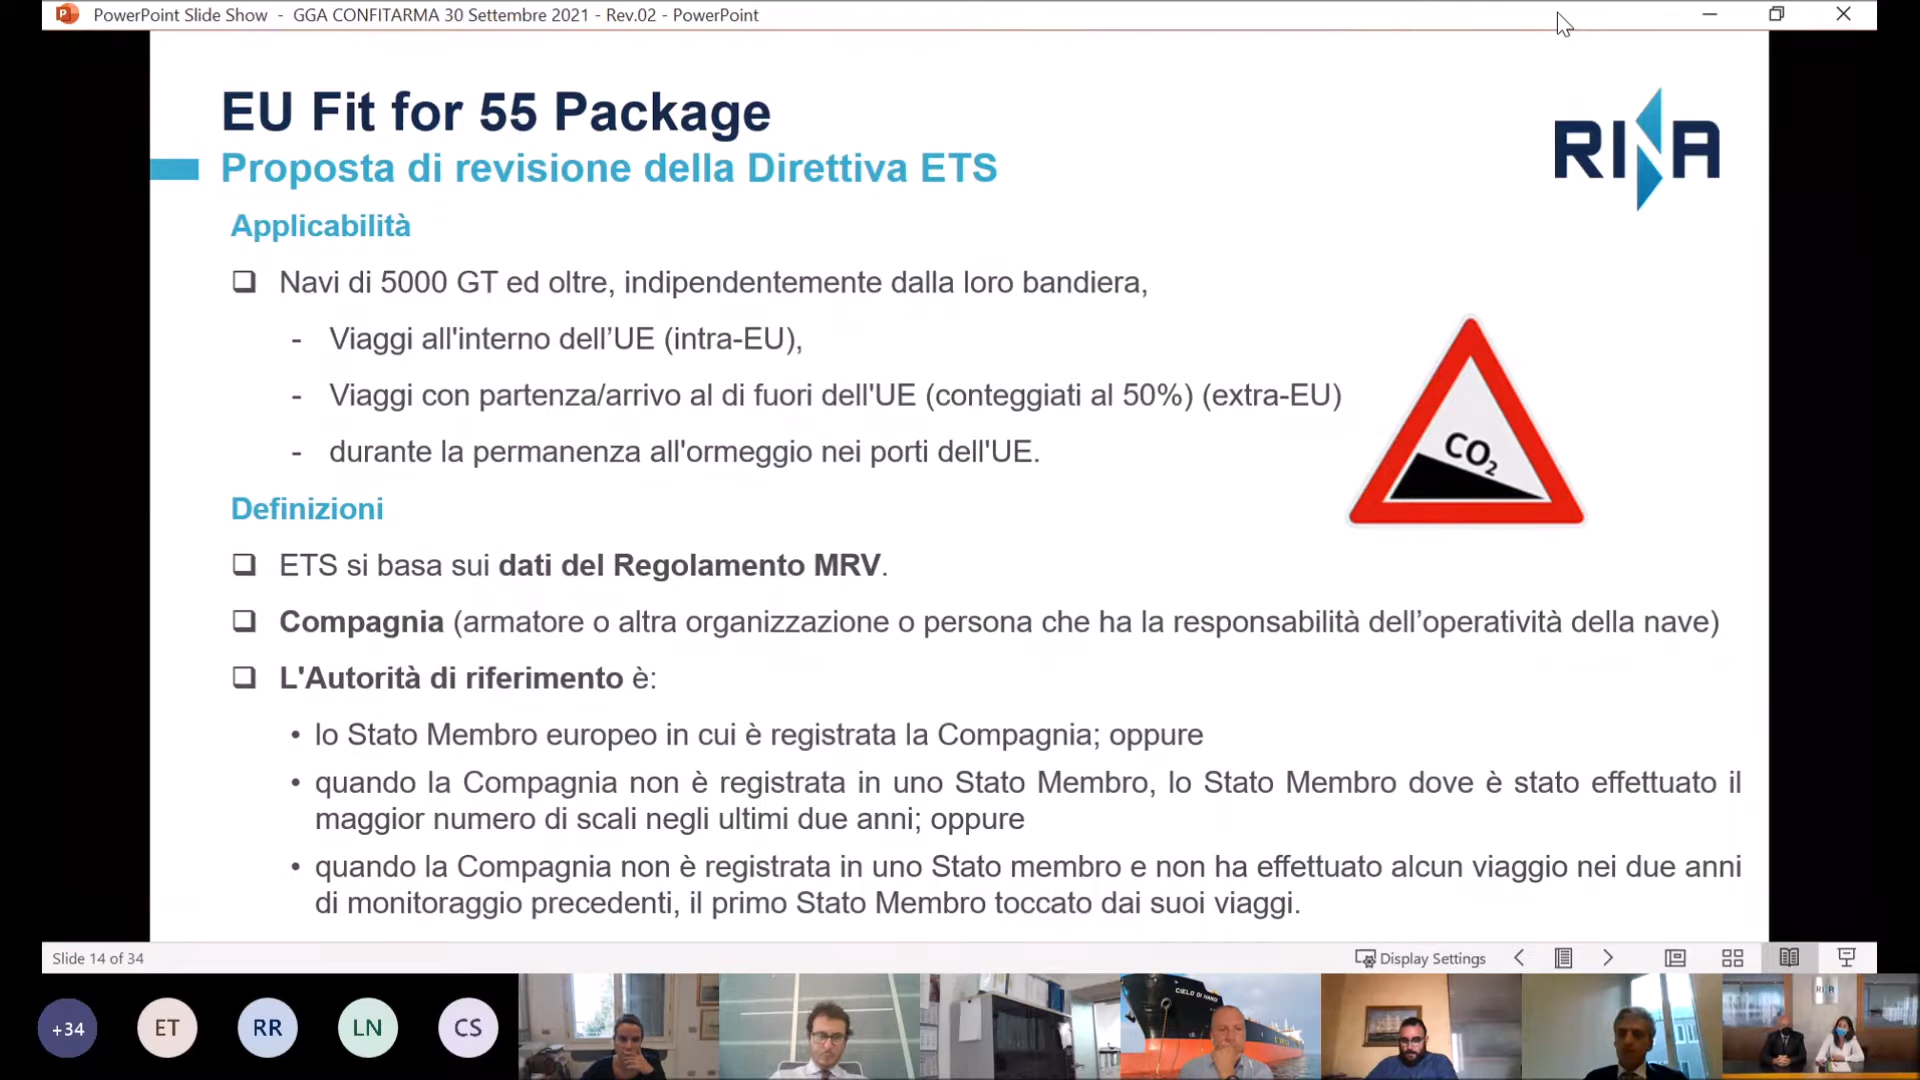 PowerPoint Slide Show - GGA CONFITARMA 30 Settembre 2021 - Rev.02 - PowerPoint
EU Fit for 55 Package
Proposta di revisione della Direttiva ETS
RINA
Applicabilità
❑ Navi di 5000 GT ed oltre, indipendentemente dalla loro bandiera,
- Viaggi all'interno dell’UE (intra-EU),
- Viaggi con partenza/arrivo al di fuori dell'UE (conteggiati al 50%) (extra-EU)
- durante la permanenza all'ormeggio nei porti dell'UE.
CO2
Definizioni
❑ ETS si basa sui dati del Regolamento MRV.
❑ Compagnia (armatore o altra organizzazione o persona che ha la responsabilità dell’operatività della nave)
❑ L'Autorità di riferimento è:
• lo Stato Membro europeo in cui è registrata la Compagnia; oppure
• quando la Compagnia non è registrata in uno Stato Membro, lo Stato Membro dove è stato effettuato il
maggior numero di scali negli ultimi due anni; oppure
• quando la Compagnia non è registrata in uno Stato membro e non ha effettuato alcun viaggio nei due anni
di monitoraggio precedenti, il primo Stato Membro toccato dai suoi viaggi.
Slide 14 of 34
Display Settings
+34
ET
RR
LN
CS
CIELO DI HANOI
RINA